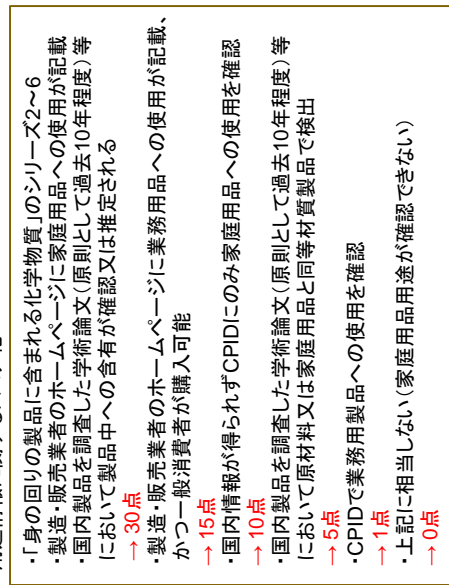 ・「身の回りの製品に含まれる化学物質」のシリーズ2～6
・製造・販売業者のホームページに家庭用品への使用が記載
・国内製品を調査した学術論文(原則として過去10年程度)等
において製品中への含有が確認又は推定される
→ 30点
・製造・販売業者のホームページに業務用品への使用が記載、
かつ一般消費者が購入可能
→ 15点
・国内情報が得られずCPIDにのみ家庭用品への使用を確認
→ 10点
・国内製品を調査した学術論文(原則として過去10年程度)等
において原材料又は家庭用品と同等材質製品で検出
→ 5点
・CPIDで業務用製品への使用を確認
→ 1点
・上記に相当しない(家庭用品用途が確認できない)
→ 0点